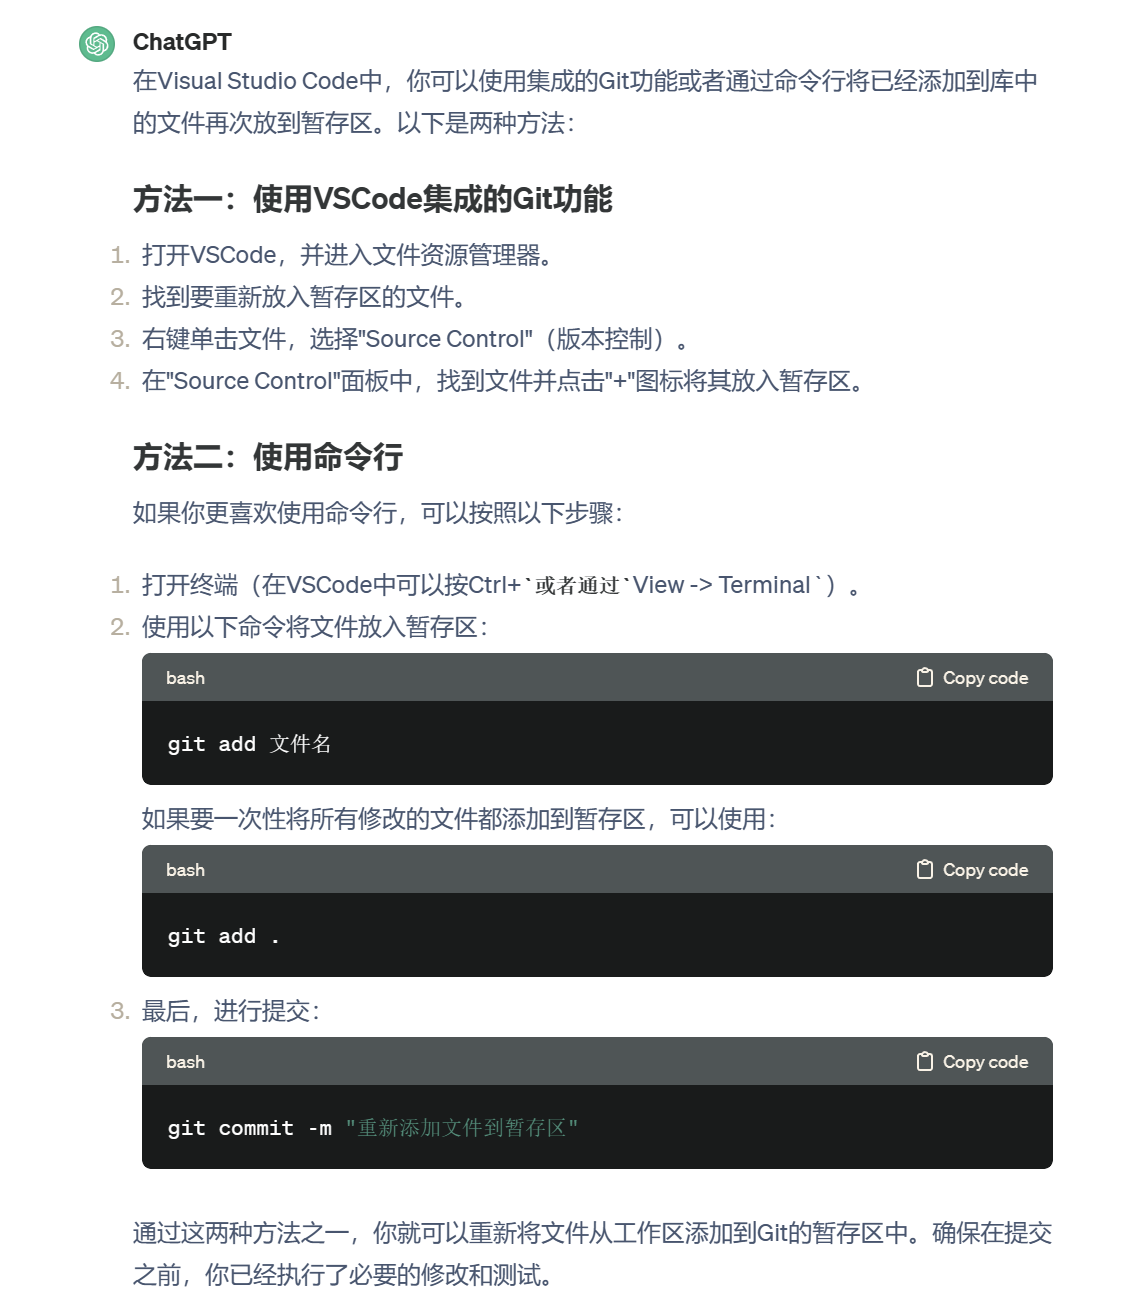 ChatGPT
在Visual Studio Code中，你可以使用集成的Git功能或者通过命令行将已经添加到库中
的文件再次放到暂存区。以下是两种方法：
方法一：使用VSCode集成的Git功能
1. 打开VSCode，并进入文件资源管理器。
2. 找到要重新放入暂存区的文件。
3. 右键单击文件，选择"Source Control"（版本控制）。
4. 在"Source Control"面板中，找到文件并点击"+"图标将其放入暂存区。
方法二：使用命令行
如果你更喜欢使用命令行，可以按照以下步骤：
1. 打开终端（在VSCode中可以按Ctrl+`或者通过`View -> Terminal`）。
2. 使用以下命令将文件放入暂存区：
bash Copy code
git add 文件名
如果要一次性将所有修改的文件都添加到暂存区，可以使用：
bash Copy code
git add .
3. 最后，进行提交：
bash Copy code
git commit -m "重新添加文件到暂存区"
通过这两种方法之一，你就可以重新将文件从工作区添加到Git的暂存区中。确保在提交
之前，你已经执行了必要的修改和测试。